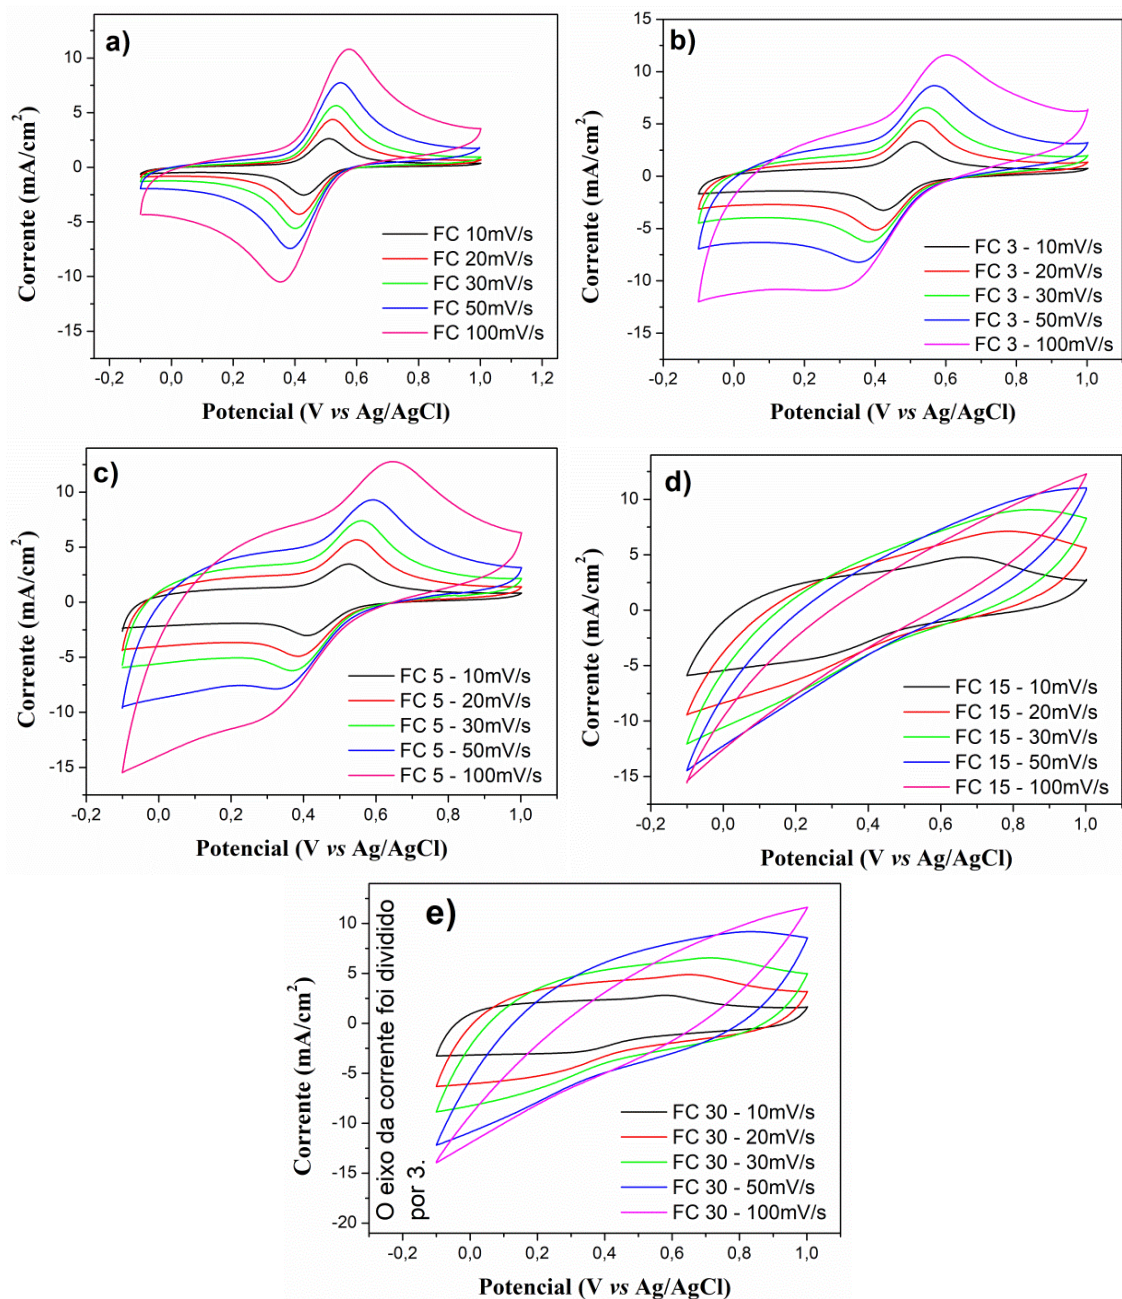 a)
Corrente (mA/cm²)
10
5
0
-5
-10
-15
-0,2 0,0 0,2 0,4 0,6 0,8 1,0 1,2
Potencial (V vs Ag/AgCl)
FC 10mV/s
FC 20mV/s
FC 30mV/s
FC 50mV/s
FC 100mV/s
b)
Corrente (mA/cm²)
15
10
5
0
-5
-10
-15
0,0 0,2 0,4 0,6 0,8 1,0
Potencial (V vs Ag/AgCl)
FC 3 - 10mV/s
FC 3 - 20mV/s
FC 3 - 30mV/s
FC 3 - 50mV/s
FC 3 - 100mV/s
c)
Corrente (mA/cm²)
10
5
0
-5
-10
-15
-0,2 0,0 0,2 0,4 0,6 0,8 1,0
Potencial (V vs Ag/AgCl)
FC 5 - 10mV/s
FC 5 - 20mV/s
FC 5 - 30mV/s
FC 5 - 50mV/s
FC 5 - 100mV/s
d)
Corrente (mA/cm²)
10
5
0
-5
-10
-15
-0,2 0,0 0,2 0,4 0,6 0,8 1,0
Potencial (V vs Ag/AgCl)
FC 15 - 10mV/s
FC 15 - 20mV/s
FC 15 - 30mV/s
FC 15 - 50mV/s
FC 15 - 100mV/s
e)
Corrente (mA/cm²)
10
5
0
-5
-10
-15
-20
O eixo da corrente foi dividido
por 3.
-0,2 0,0 0,2 0,4 0,6 0,8 1,0
Potencial (V vs Ag/AgCl)
FC 30 - 10mV/s
FC 30 - 20mV/s
FC 30 - 30mV/s
FC 30 - 50mV/s
FC 30 - 100mV/s